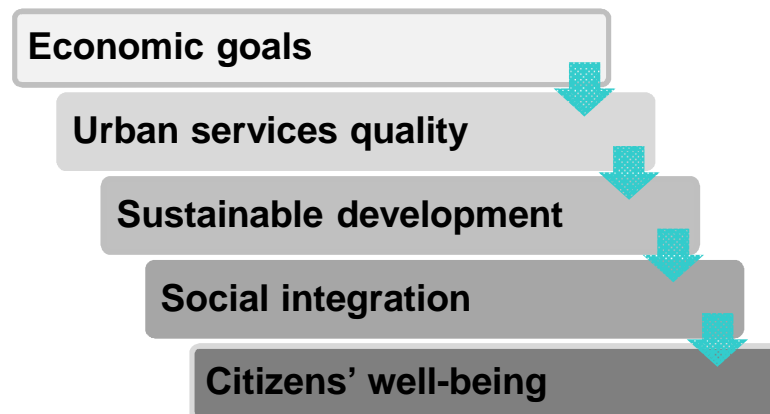 Economic goals
Urban services quality
Sustainable development
Social integration
Citizens’ well-being